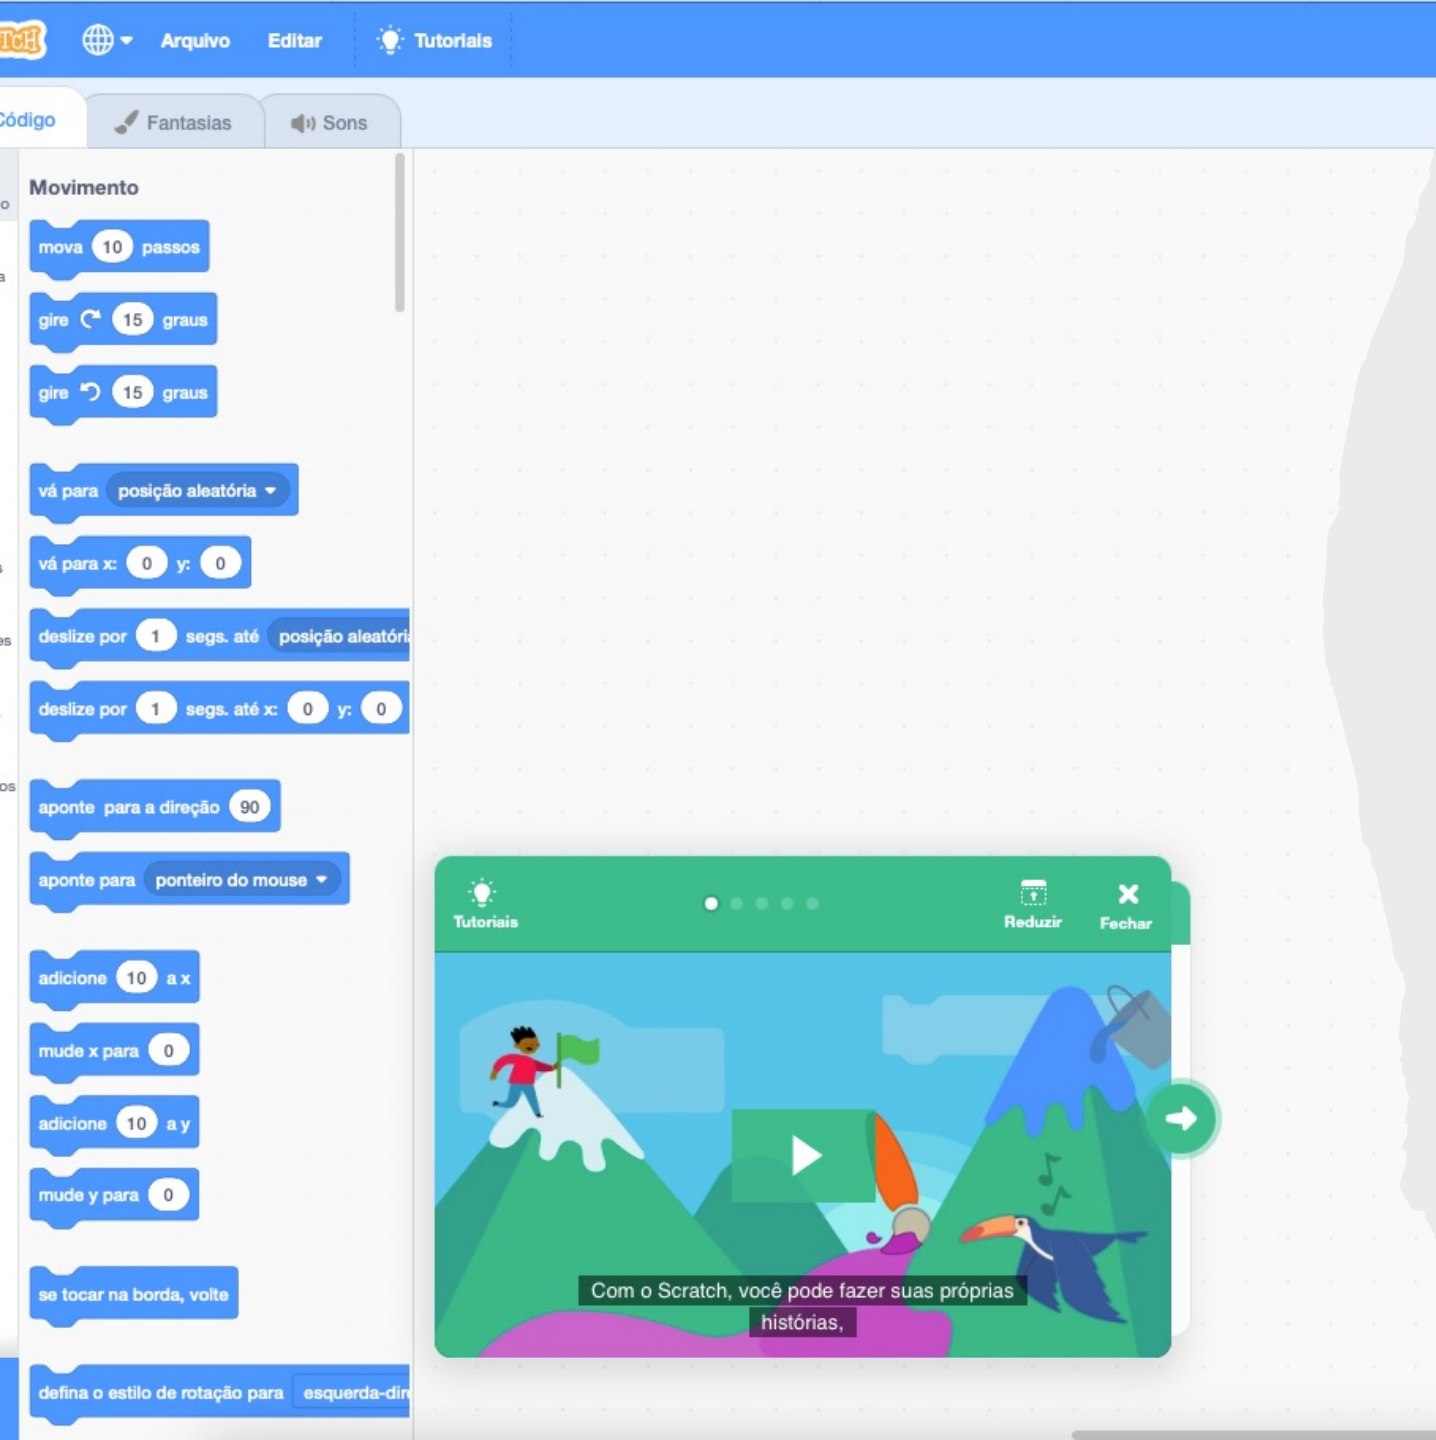 Arquivo Editar Tutoriais
Código Fantasias Sons
Movimento
mova 10 passos
gire 15 graus
gire 15 graus
vá para posição aleatória
vá para x: 0 y: 0
deslize por 1 segs. até posição aleatóri
deslize por 1 segs. até x: 0 y: 0
aponte para a direção 90
aponte para ponteiro do mouse
adicione 10 a x
mude x para 0
adicione 10 a y
mude y para 0
se tocar na borda, volte
defina o estilo de rotação para esquerda-dir
Tutoriais Reduzir Fechar
Com o Scratch, você pode fazer suas próprias
histórias,